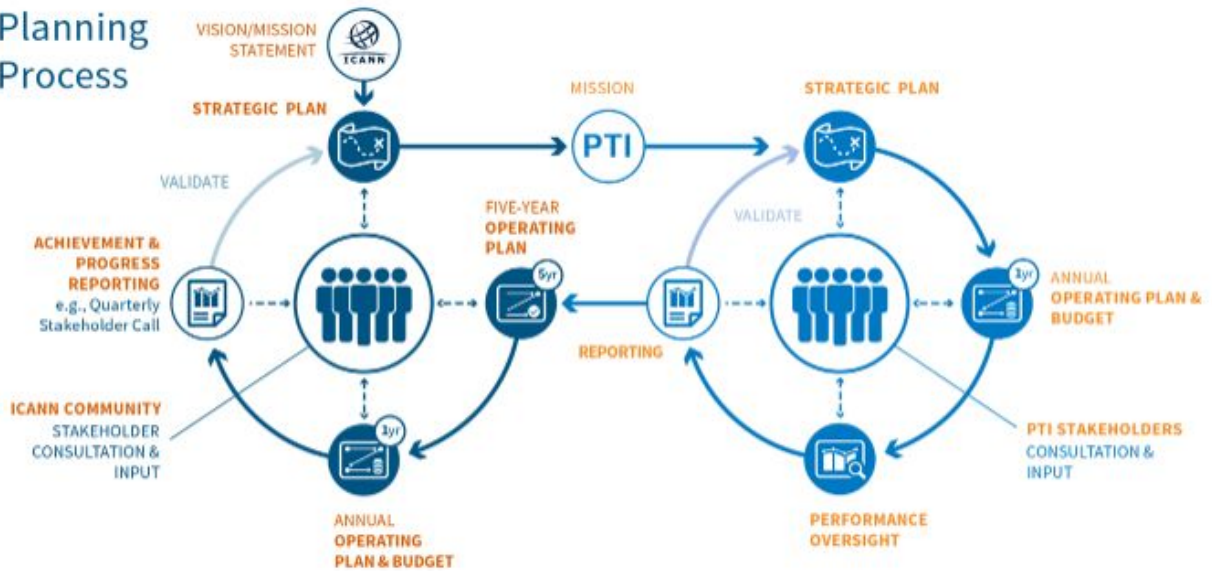 Planning
Process
VISION/MISSION
STATEMENT
ICANN
STRATEGIC PLAN
MISSION
PTI
STRATEGIC PLAN
VALIDATE
VALIDATE
FIVE-YEAR
OPERATING
PLAN
5yr
ACHIEVEMENT &
PROGRESS
REPORTING
e.g., Quarterly
Stakeholder Call
1yr
ANNUAL
OPERATING PLAN &
BUDGET
REPORTING
ICANN COMMUNITY
STAKEHOLDER
CONSULTATION &
INPUT
1yr
PTI STAKEHOLDERS
CONSULTATION &
INPUT
ANNUAL
OPERATING
PLAN & BUDGET
PERFORMANCE
OVERSIGHT